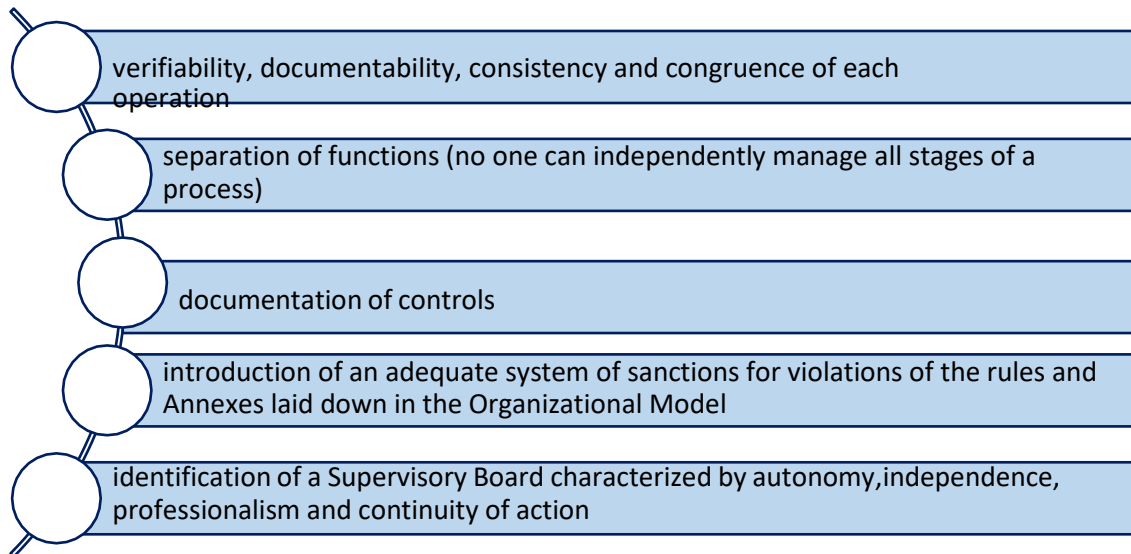 verifiability, documentability, consistency and congruence of each
operation
separation of functions (no one can independently manage all stages of a
process)
documentation of controls
introduction of an adequate system of sanctions for violations of the rules and
Annexes laid down in the Organizational Model
identification of a Supervisory Board characterized by autonomy,independence,
professionalism and continuity of action